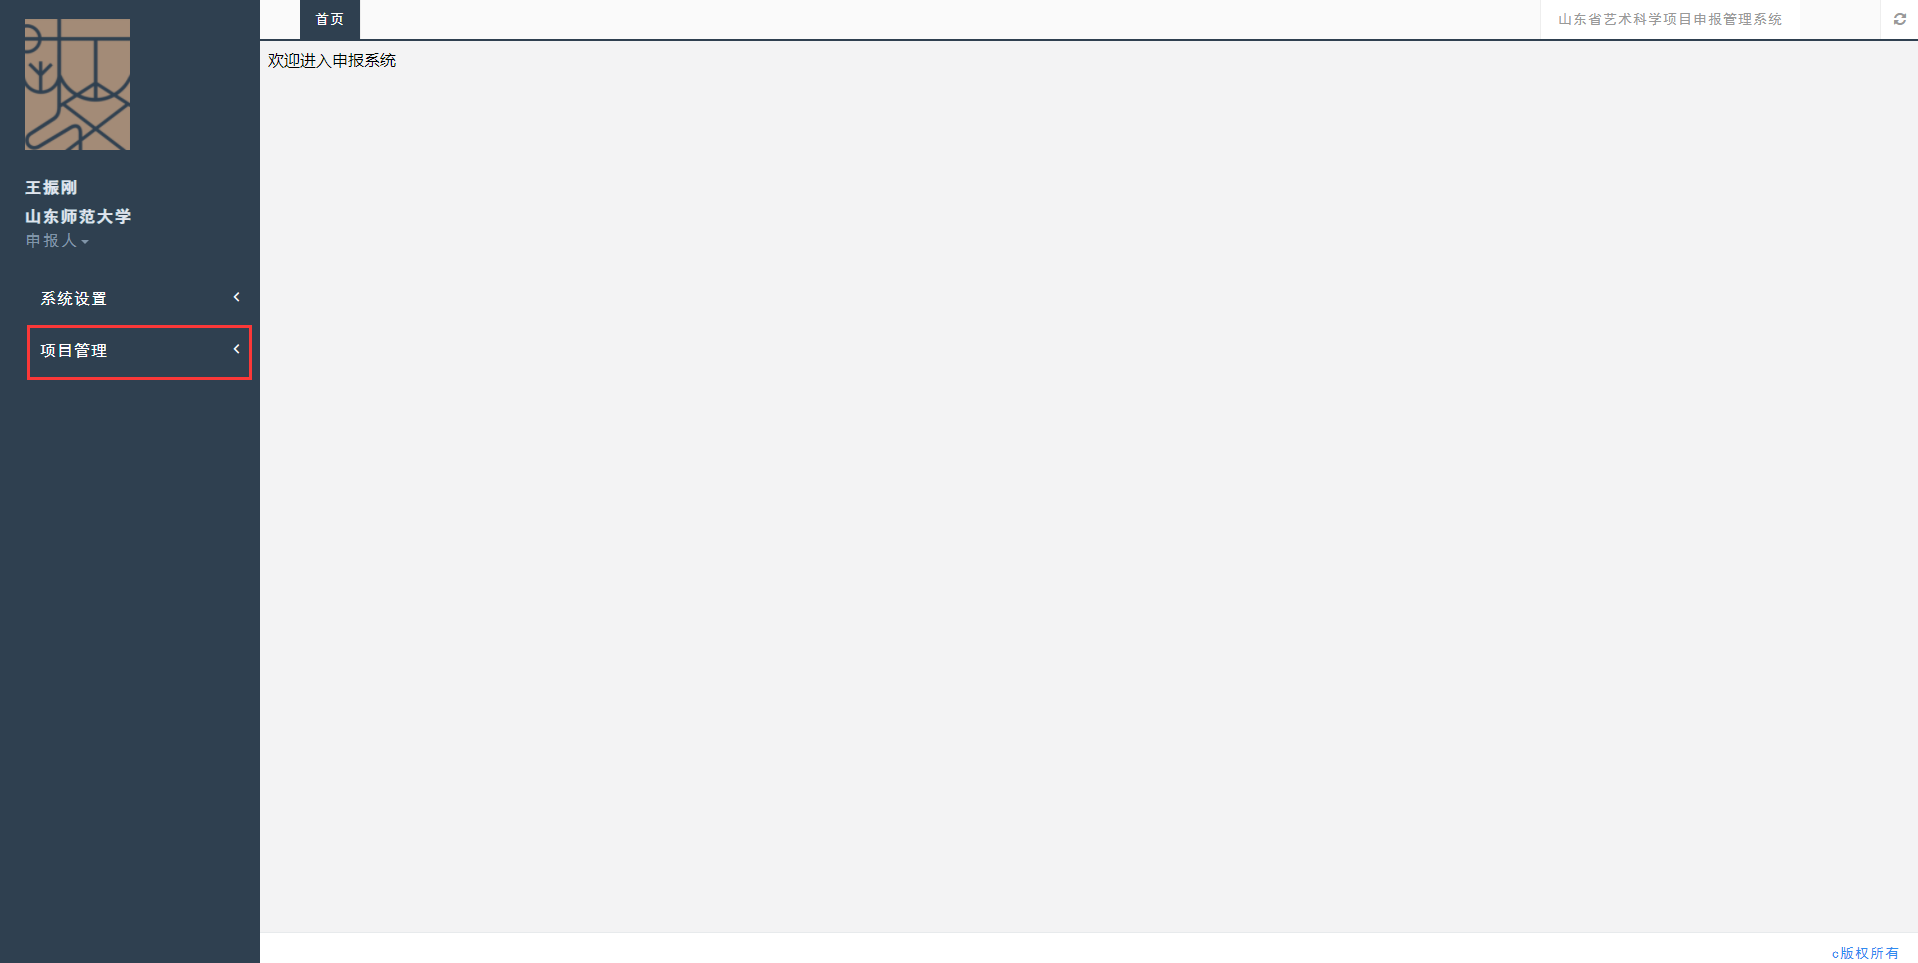 王振刚
山东师范大学
申报人
系统设置
项目管理
首页
山东省艺术科学项目申报管理系统
欢迎进入申报系统
c版权所有